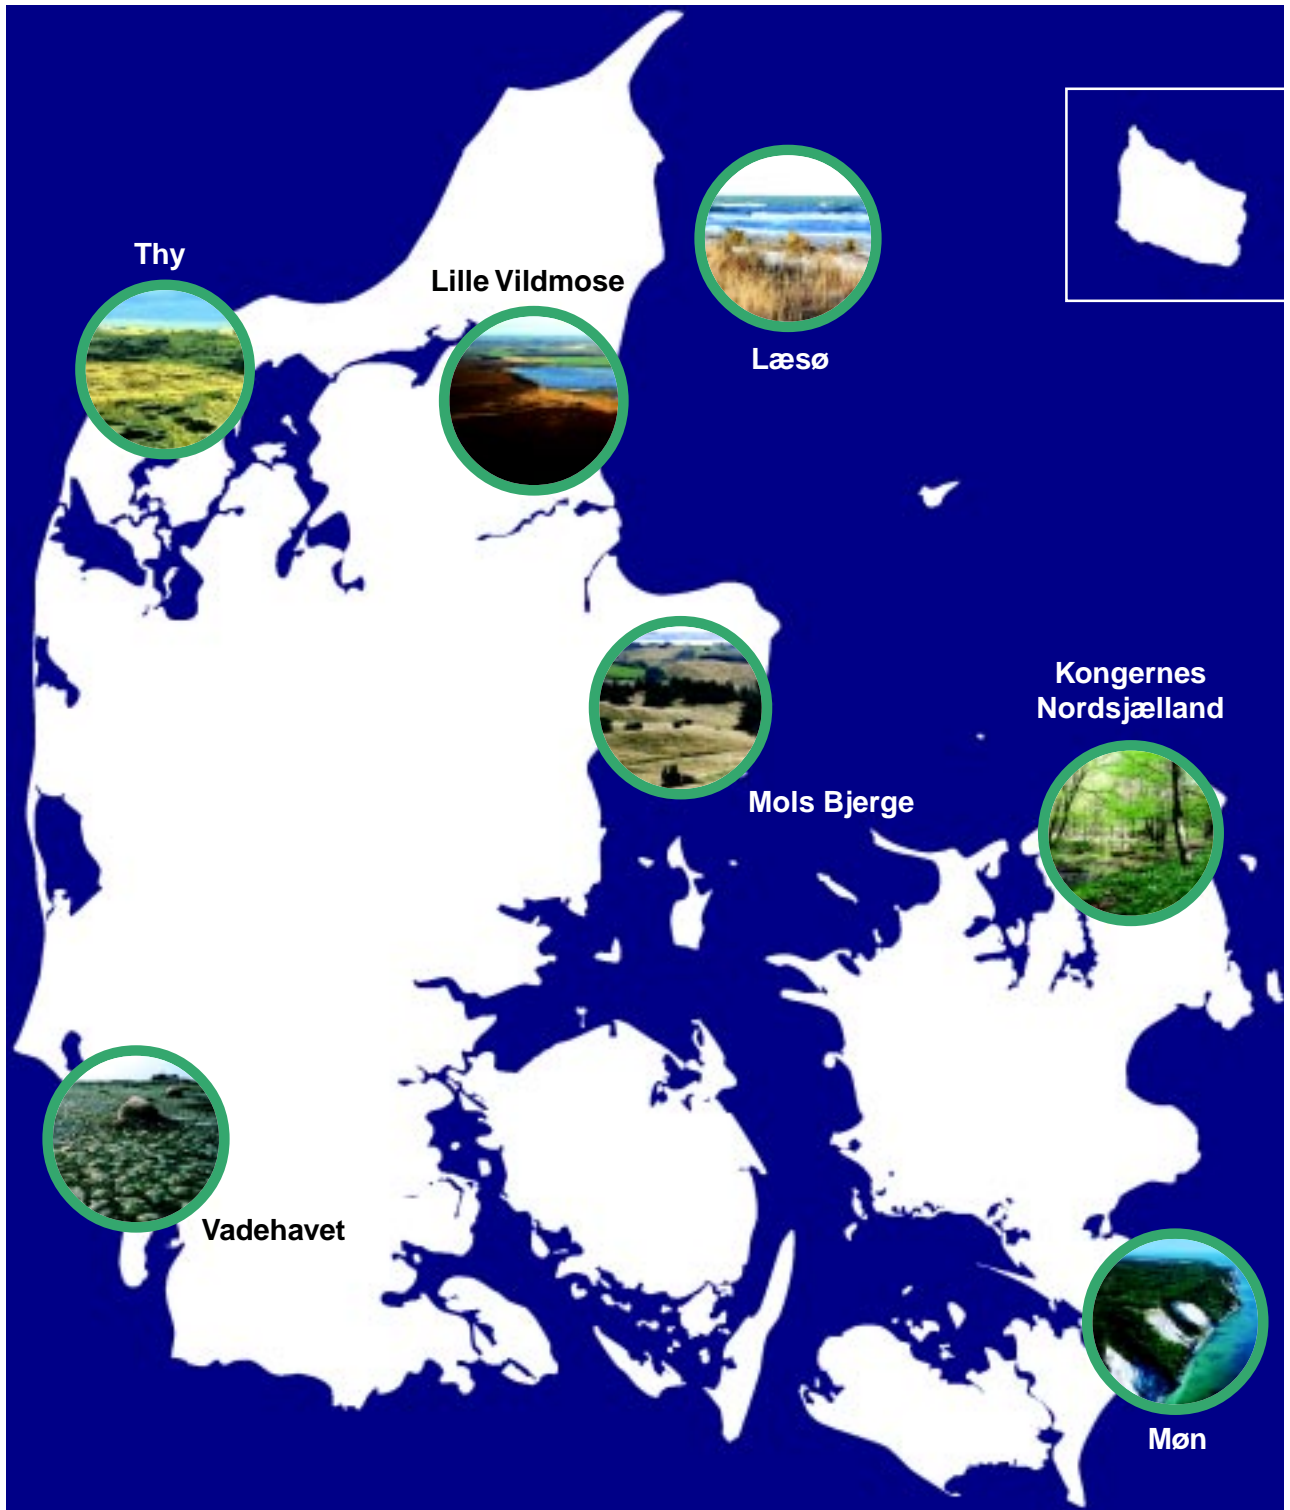 Thy
Lille Vildmose
Læsø
Kongernes
Nordsjælland
Mols Bjerge
Vadehavet
Møn